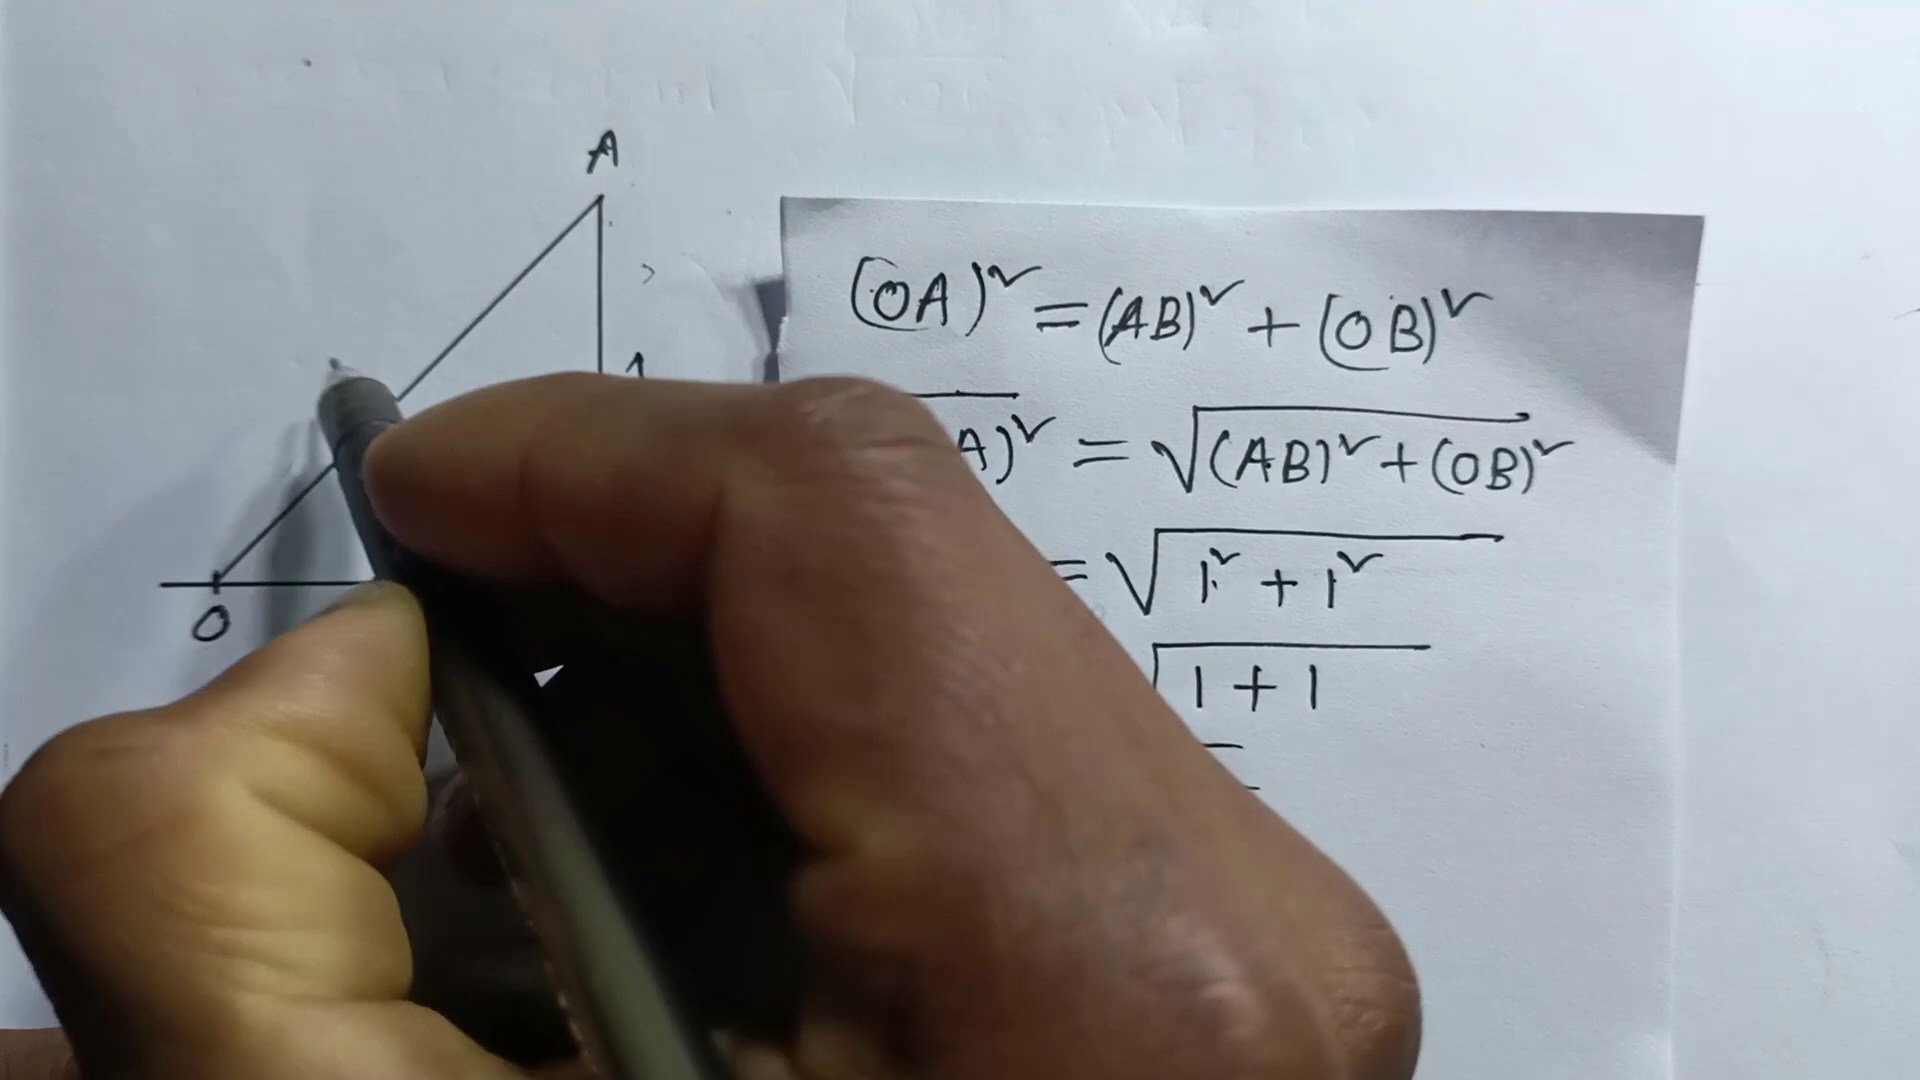 A
1
O
(OA)² = (AB)² + (OB)²
A)² = √(AB)² + (OB)²
= √1² + 1²
√1 + 1